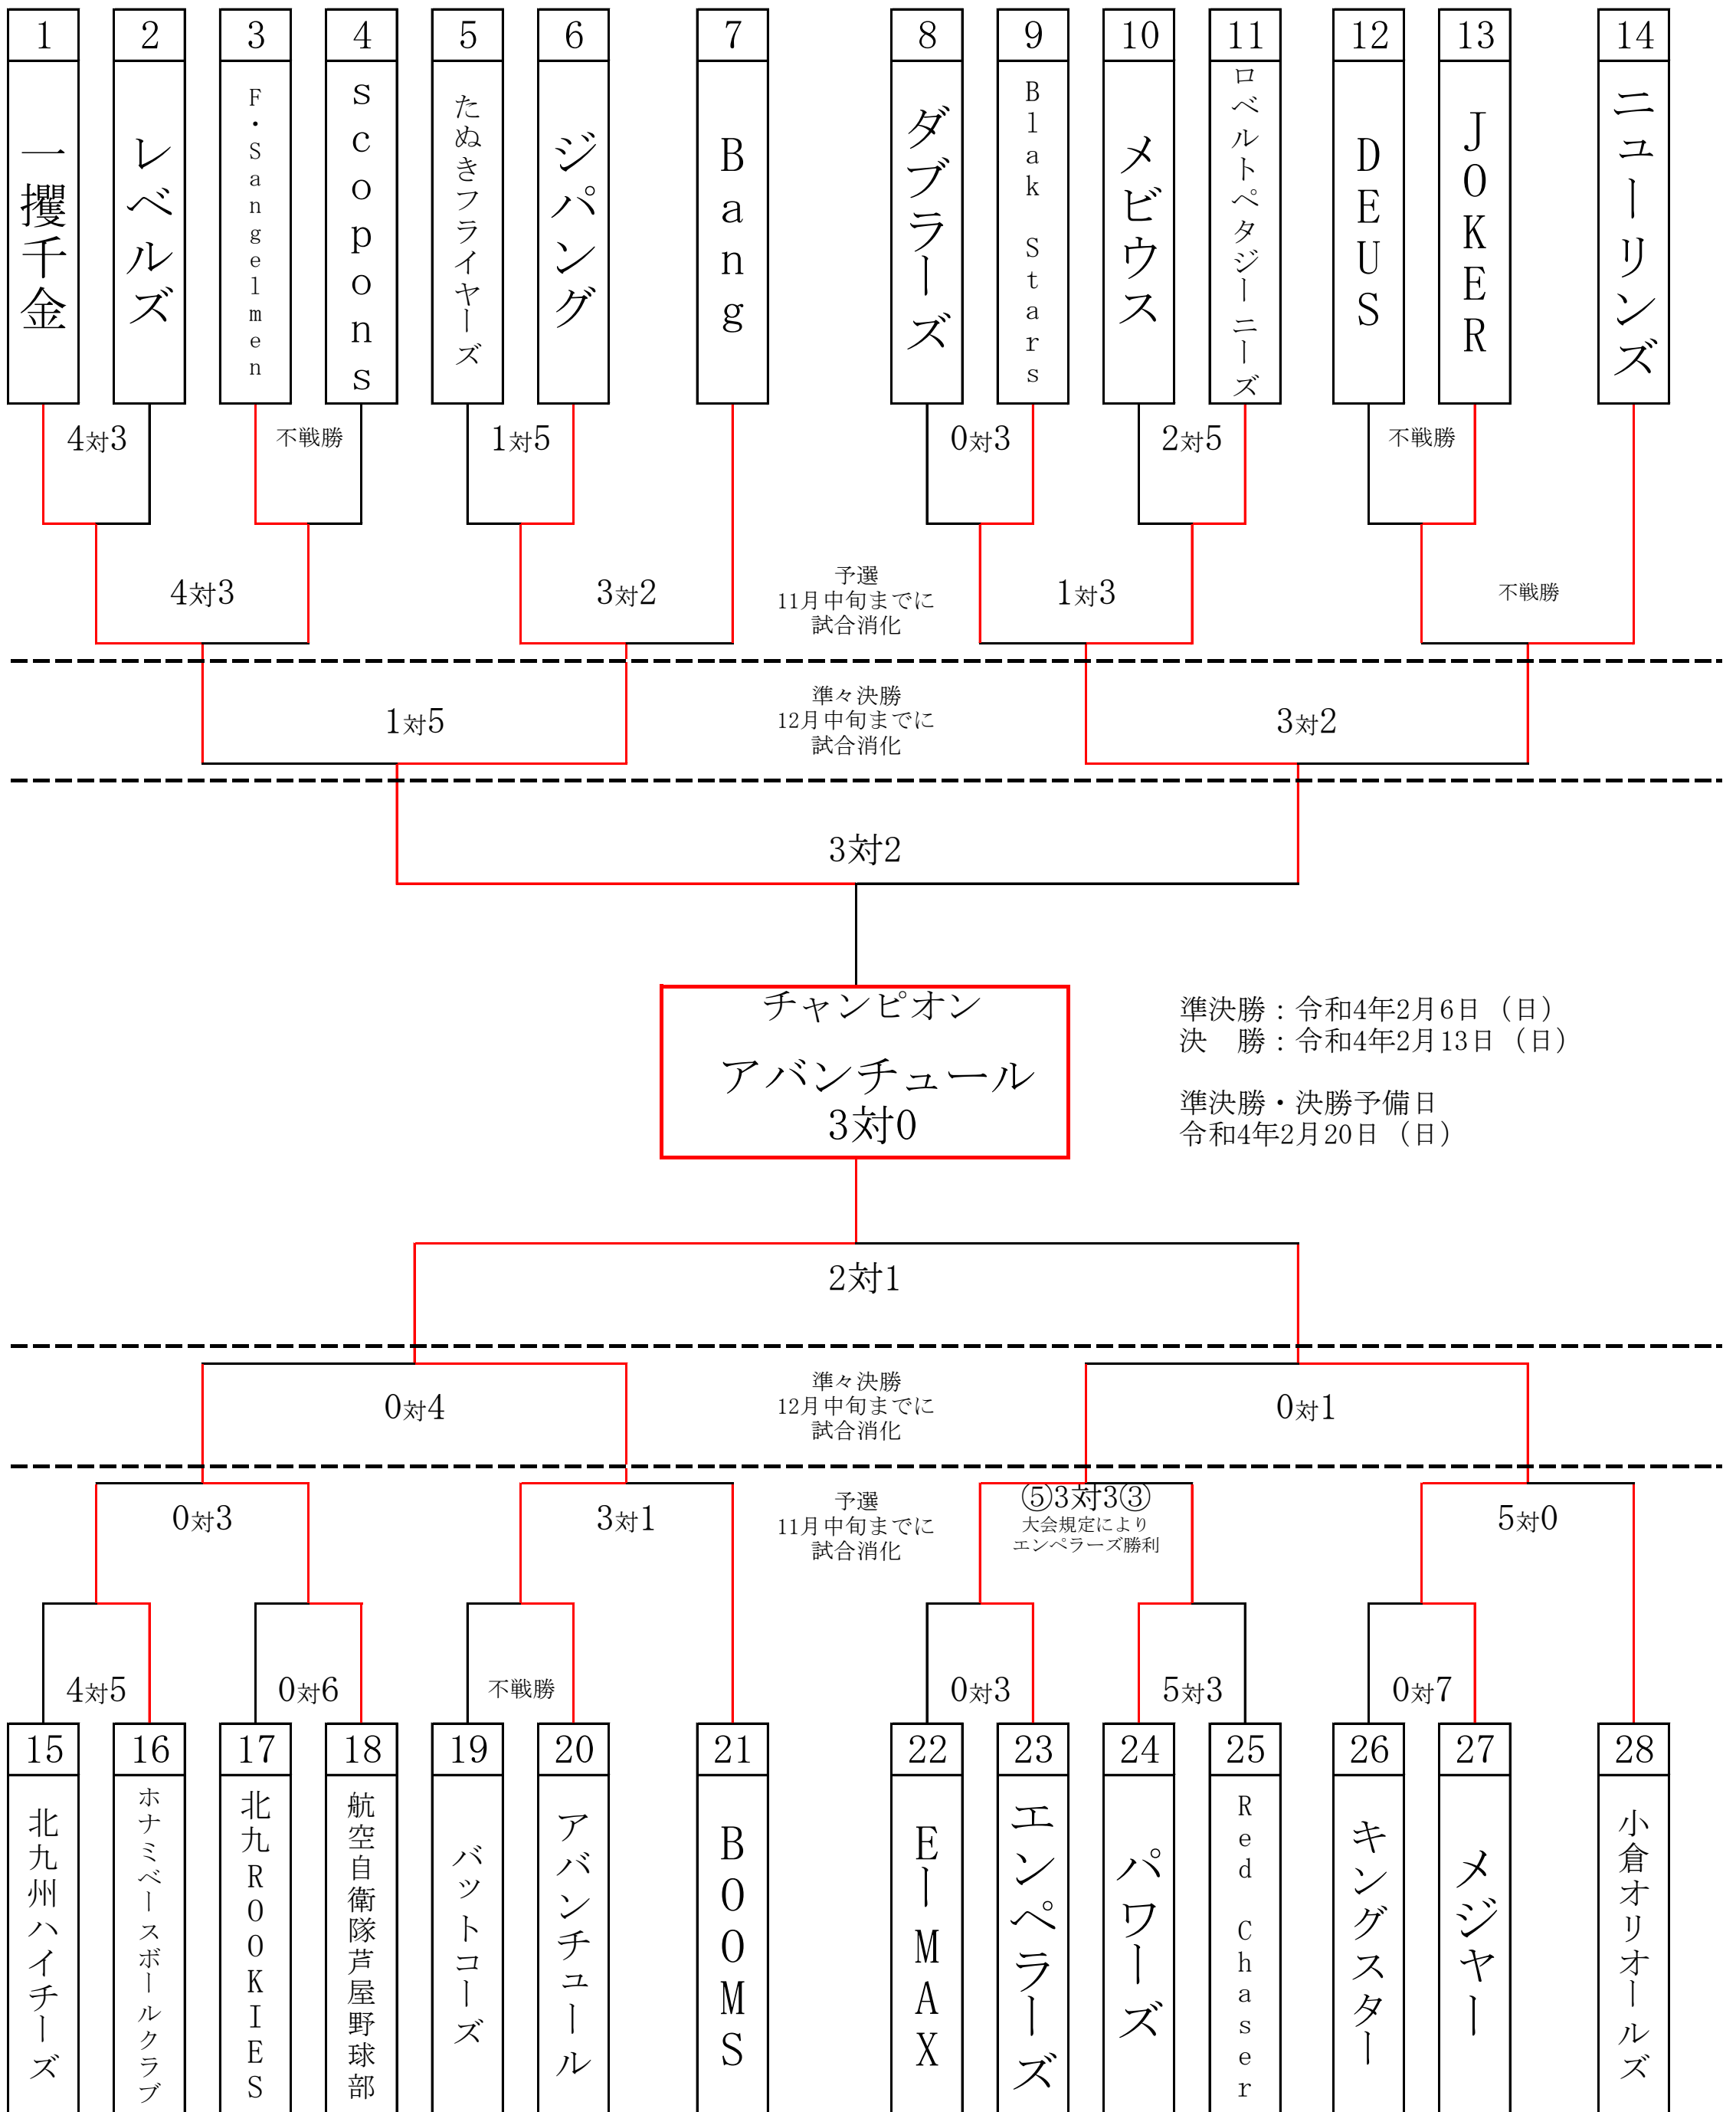 1
2
3
4
5
6
7
8
9
10
11
12
13
14
一攫千金
レベルズ
F・Sangelmen
scopons
たぬきフライヤーズ
ジパング
Bang
ダブラーズ
Blak Stars
メビウス
ロベルトペタジーニーズ
DEUS
JOKER
ニューリンズ
4対3
不戦勝
1対5
0対3
2対5
不戦勝
4対3
3対2
予選
11月中旬までに
試合消化
1対3
不戦勝
1対5
準々決勝
12月中旬までに
試合消化
3対2
3対2
チャンピオン
アバンチュール
3対0
準決勝：令和4年2月6日（日）
決　勝：令和4年2月13日（日）
準決勝・決勝予備日
令和4年2月20日（日）
2対1
0対4
準々決勝
12月中旬までに
試合消化
0対1
0対3
3対1
予選
11月中旬までに
試合消化
⑤3対3③
大会規定により
エンペラーズ勝利
5対0
4対5
0対6
不戦勝
0対3
5対3
0対7
15
16
17
18
19
20
21
22
23
24
25
26
27
28
北九州ハイチーズ
ホナミベースボールクラブ
北九ROOKIES
航空自衛隊芦屋野球部
バットコーズ
アバンチュール
BOOMS
E－MAX
エンペラーズ
パワーズ
Red Chaser
キングスター
メジャー
小倉オリオールズ